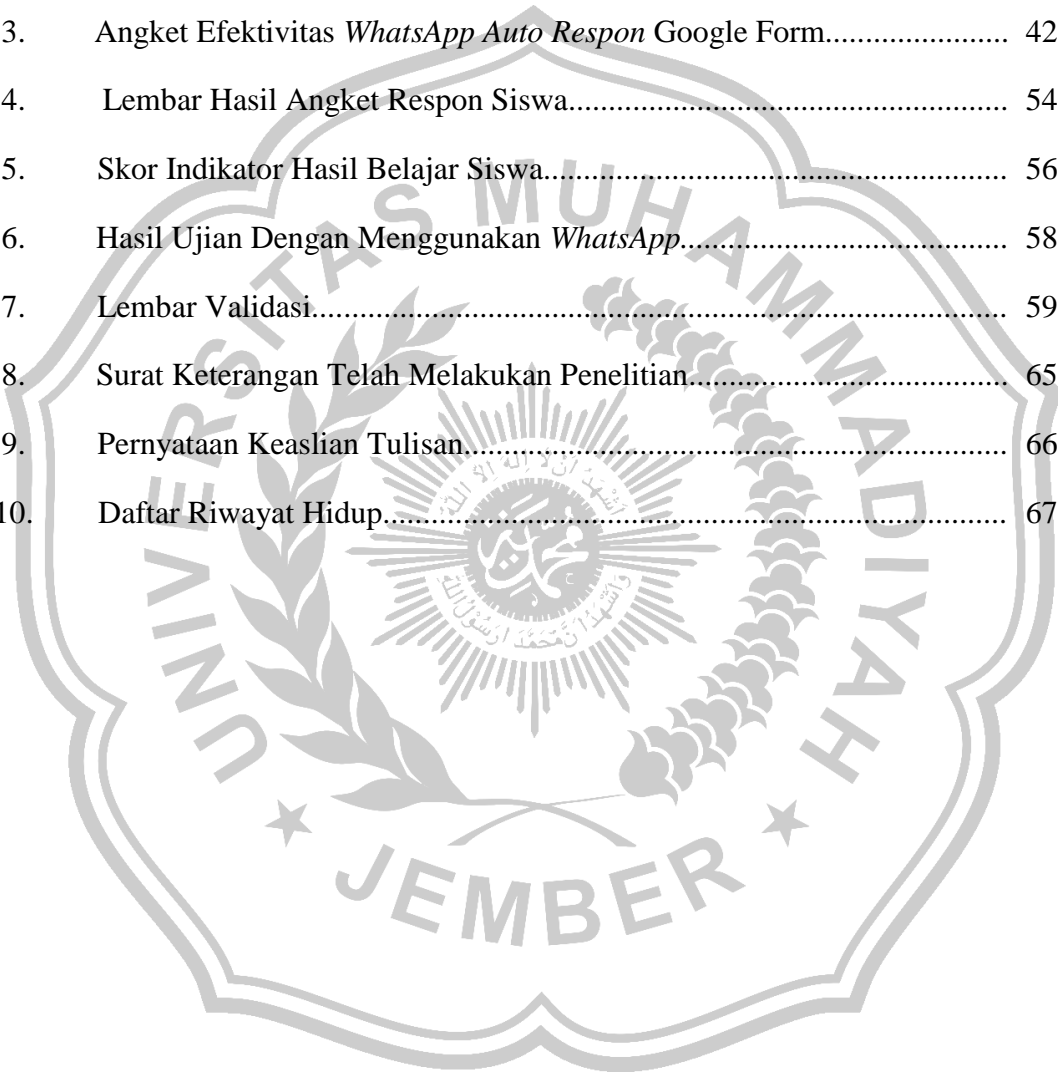 3. Angket Efektivitas WhatsApp Auto Respon Google Form...................... 42
4. Lembar Hasil Angket Respon Siswa....................................................... 54
5. Skor Indikator Hasil Belajar Siswa.......................................................... 56
6. Hasil Ujian Dengan Menggunakan WhatsApp........................................ 58
7. Lembar Validasi....................................................................................... 59
8. Surat Keterangan Telah Melakukan Penelitian....................................... 65
9. Pernyataan Keaslian Tulisan.................................................................... 66
10. Daftar Riwayat Hidup.............................................................................. 67
UNIVERSITAS MUHAMMADIYAH
JEMBER